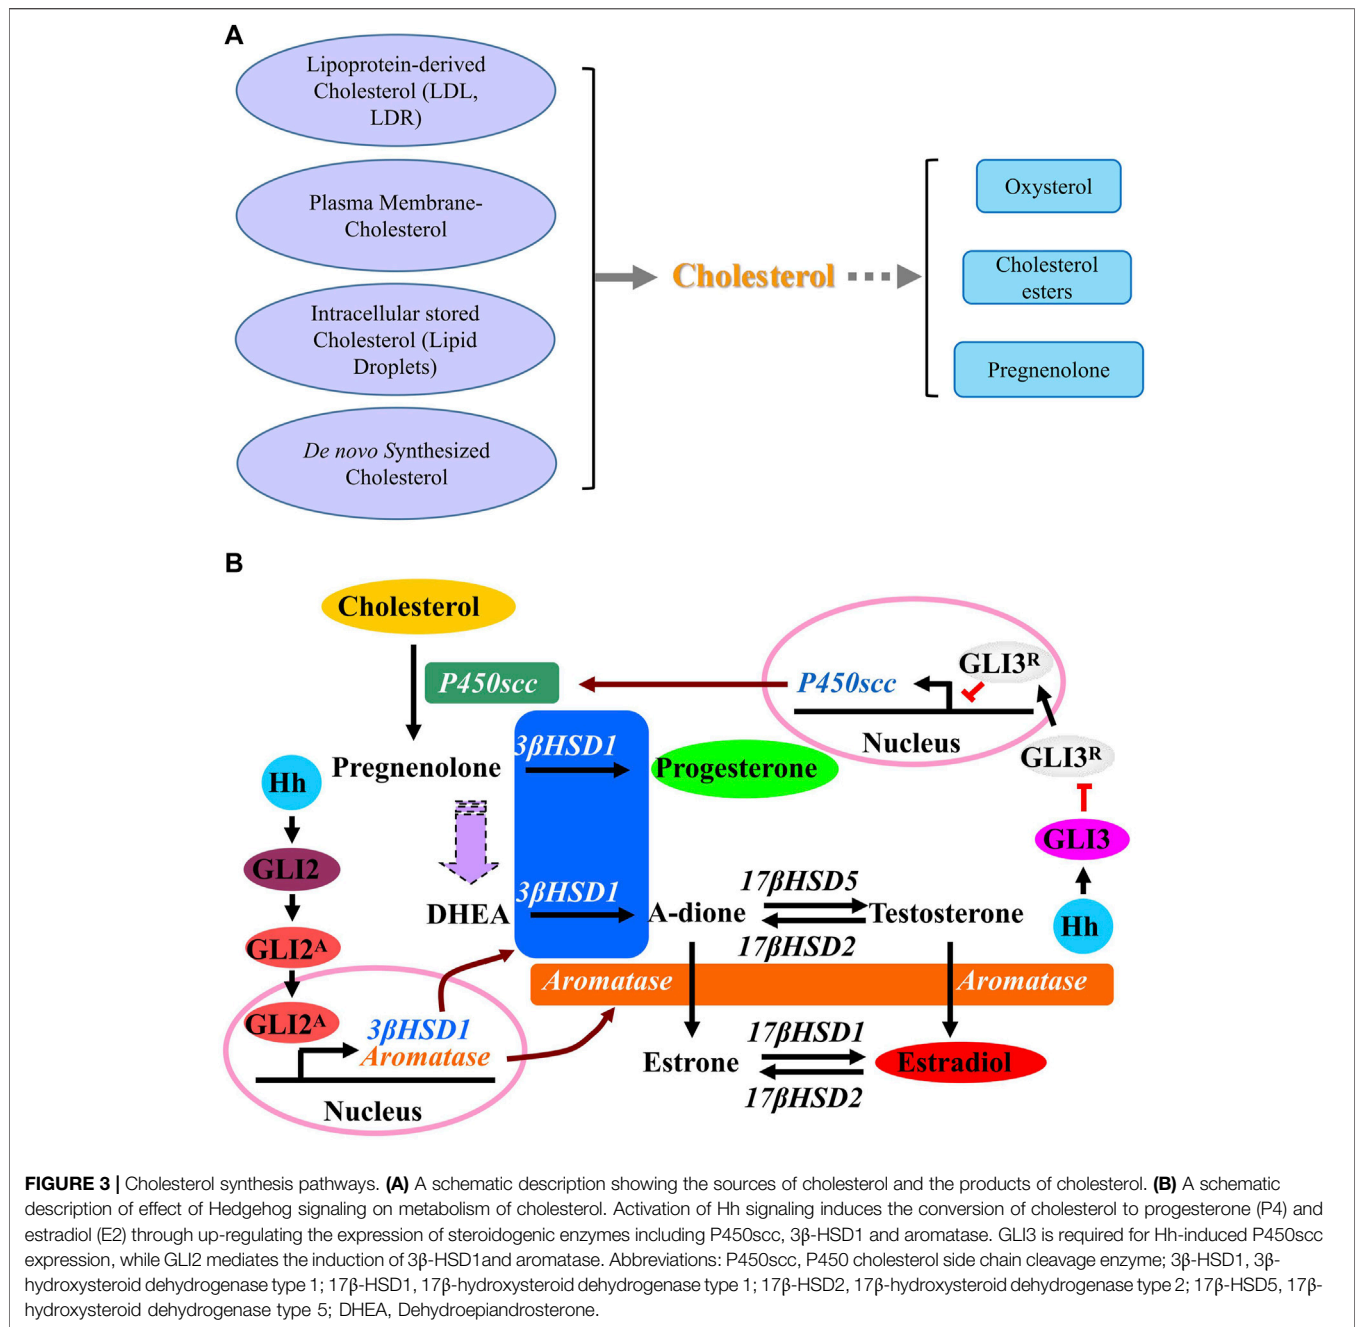 A
Lipoprotein-derived
Cholesterol (LDL,
LDR)
Plasma Membrane-
Cholesterol
Intracellular stored
Cholesterol (Lipid
Droplets)
De novo Synthesized
Cholesterol
Cholesterol
Oxysterol
Cholesterol
esters
Pregnenolone
B
Cholesterol
P450scc
P450scc
GLI3R
Nucleus
GLI3R
Hh
Pregnenolone
3βHSD1
Progesterone
GLI3
GLI2
DHEA
3βHSD1
A-dione
17βHSD5
17βHSD2
Testosterone
Hh
GLI2A
Aromatase
Aromatase
GLI2A
3βHSD1
Aromatase
Nucleus
Estrone
17βHSD1
17βHSD2
Estradiol
FIGURE 3 | Cholesterol synthesis pathways. (A) A schematic description showing the sources of cholesterol and the products of cholesterol. (B) A schematic
description of effect of Hedgehog signaling on metabolism of cholesterol. Activation of Hh signaling induces the conversion of cholesterol to progesterone (P4) and
estradiol (E2) through up-regulating the expression of steroidogenic enzymes including P450scc, 3β-HSD1 and aromatase. GLI3 is required for Hh-induced P450scc
expression, while GLI2 mediates the induction of 3β-HSD1and aromatase. Abbreviations: P450scc, P450 cholesterol side chain cleavage enzyme; 3β-HSD1, 3β-
hydroxysteroid dehydrogenase type 1; 17β-HSD1, 17β-hydroxysteroid dehydrogenase type 1; 17β-HSD2, 17β-hydroxysteroid dehydrogenase type 2; 17β-HSD5, 17β-
hydroxysteroid dehydrogenase type 5; DHEA, Dehydroepiandrosterone.